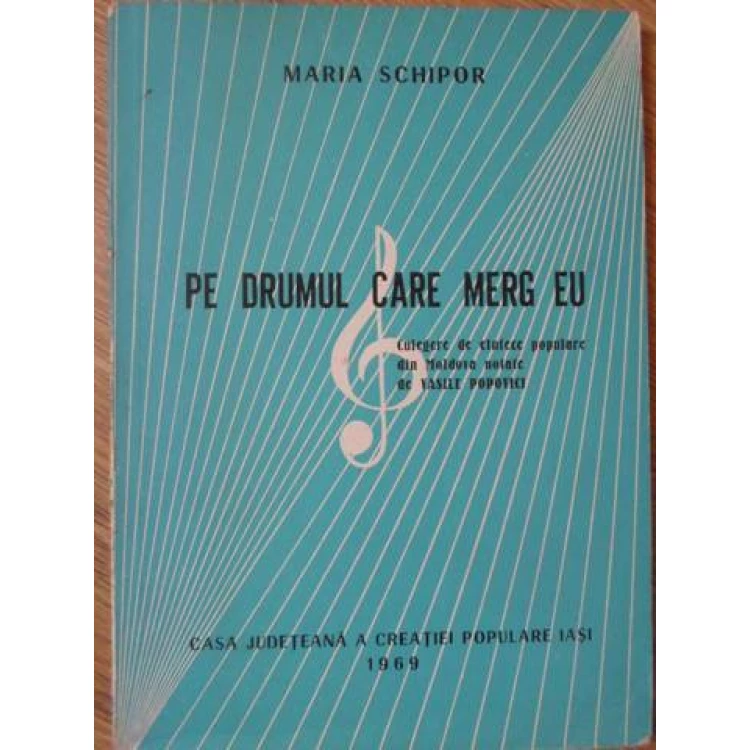 MARIA SCHIPOR
PE DRUMUL CARE MERG EU
Culegere de cîntece populare
din Moldova notate
de VASILE POPOVICI
CASA JUDEȚEANĂ A CREAȚIEI POPULARE IAȘI
1969